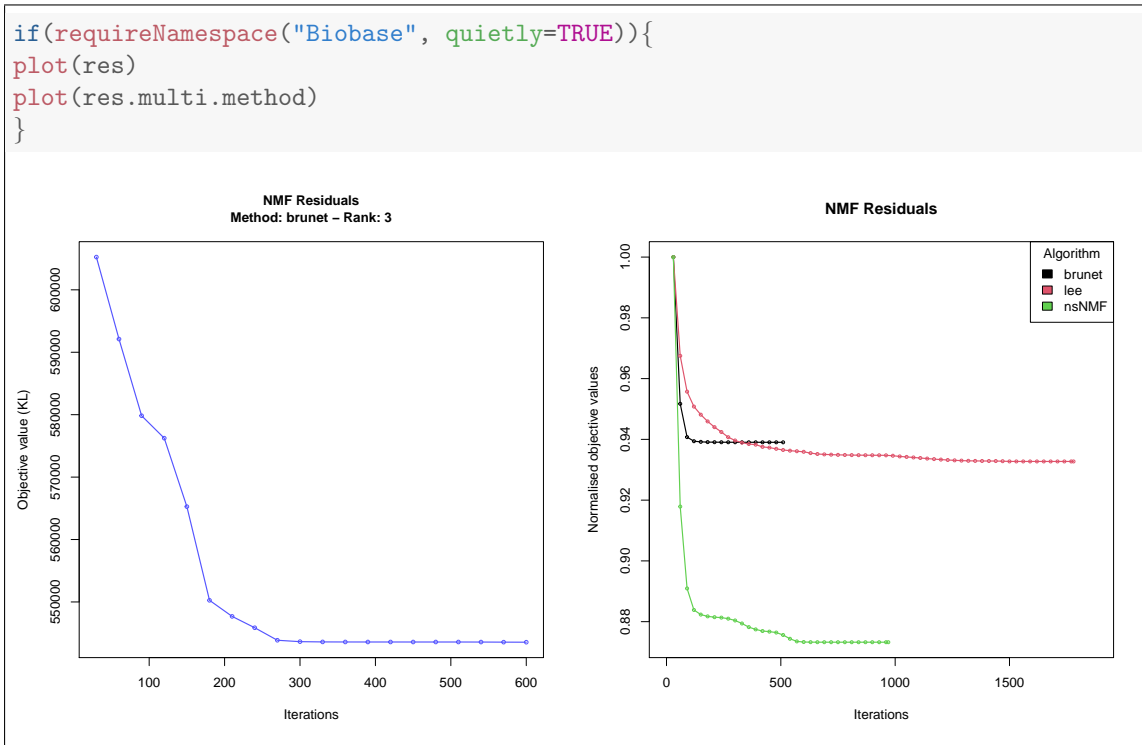 if(requireNamespace("Biobase", quietly=TRUE)){
plot(res)
plot(res.multi.method)
}
NMF Residuals
Method: brunet − Rank: 3
Objective value (KL)
600000
590000
580000
570000
560000
550000
100 200 300 400 500 600
Iterations
NMF Residuals
Normalised objective values
1.00
0.98
0.96
0.94
0.92
0.90
0.88
Algorithm
brunet
lee
nsNMF
0 500 1000 1500
Iterations